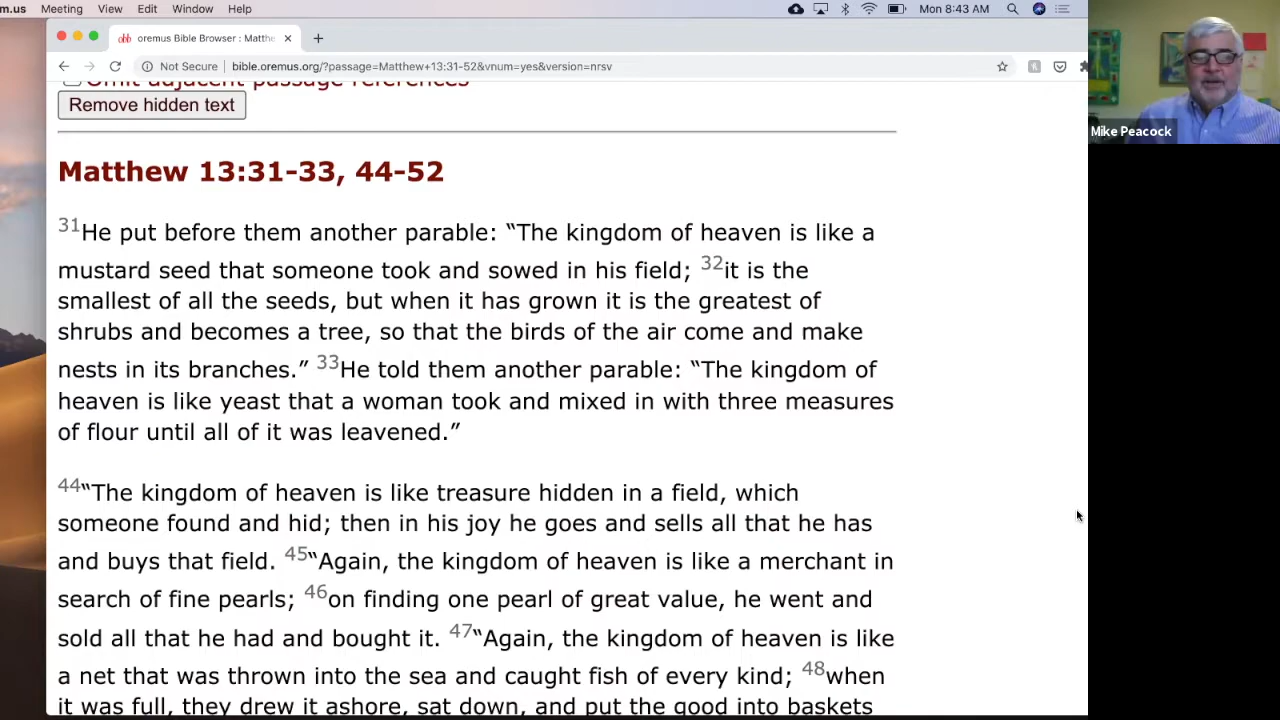 m.us Meeting View Edit Window Help Mon 8:43 AM
oremus Bible Browser : Matthe
Not Secure bible.oremus.org/?passage=Matthew+13:31-52&vnum=yes&version=nrsv
Omit adjacent passage references
Remove hidden text
Mike Peacock
Matthew 13:31-33, 44-52
31He put before them another parable: “The kingdom of heaven is like a
mustard seed that someone took and sowed in his field; 32it is the
smallest of all the seeds, but when it has grown it is the greatest of
shrubs and becomes a tree, so that the birds of the air come and make
nests in its branches.” 33He told them another parable: “The kingdom of
heaven is like yeast that a woman took and mixed in with three measures
of flour until all of it was leavened.”
44“The kingdom of heaven is like treasure hidden in a field, which
someone found and hid; then in his joy he goes and sells all that he has
and buys that field. 45“Again, the kingdom of heaven is like a merchant in
search of fine pearls; 46on finding one pearl of great value, he went and
sold all that he had and bought it. 47“Again, the kingdom of heaven is like
a net that was thrown into the sea and caught fish of every kind; 48when
it was full, they drew it ashore, sat down, and put the good into baskets